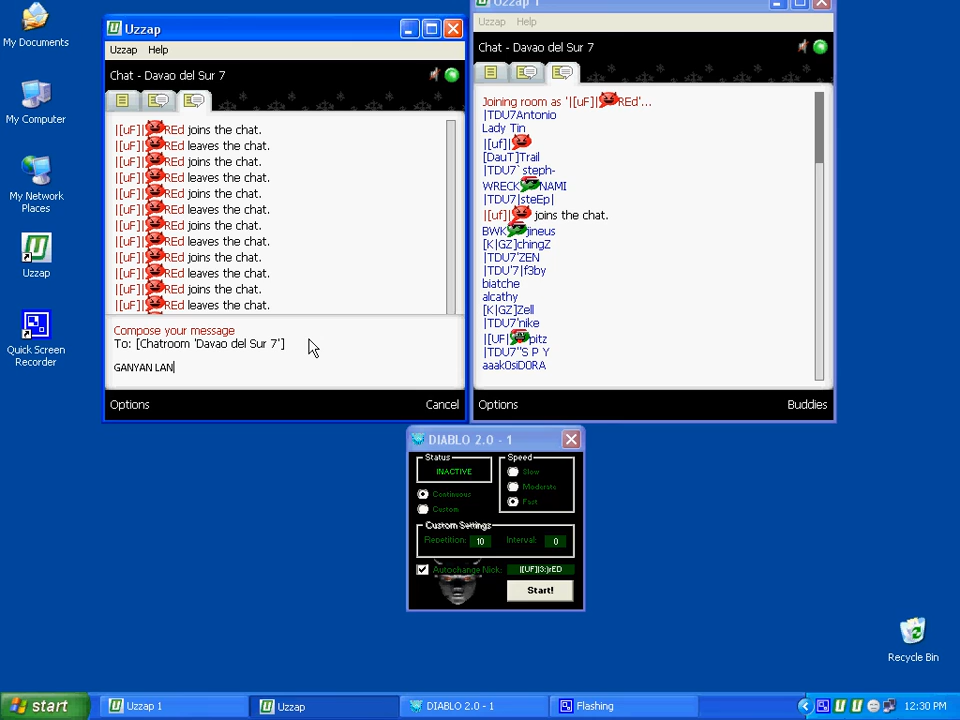 My Documents
My Computer
My Network
Places
Uzzap
Quick Screen
Recorder
Recycle Bin
Uzzap
Uzzap Help
Chat - Davao del Sur 7
|[uF]|REd joins the chat.
|[uF]|REd leaves the chat.
|[uF]|REd joins the chat.
|[uF]|REd leaves the chat.
|[uF]|REd joins the chat.
|[uF]|REd leaves the chat.
|[uF]|REd joins the chat.
|[uF]|REd leaves the chat.
|[uF]|REd joins the chat.
|[uF]|REd leaves the chat.
|[uF]|REd joins the chat.
|[uF]|REd leaves the chat.
Compose your message
To: [Chatroom 'Davao del Sur 7']
GANYAN LAN
Options Cancel
Uzzap 1
Uzzap Help
Chat - Davao del Sur 7
Joining room as '|[uF]|REd'...
|TDU7Antonio
Lady Tin
|[uf]|
[DauT]Trail
|TDU7`steph-
WRECK NAMI
|TDU7|steEp|
|[uf]| joins the chat.
BWK jineus
[K|GZ]chingZ
|TDU7'ZEN
|TDU'7|f3by
biatche
alcathy
[K|GZ]Zell
|TDU7'nike
|[UF| pitz
|TDU7"S P Y
aaak0siD0RA
Options Buddies
DIABLO 2.0 - 1
Status
INACTIVE
Continuous
Custom
Speed
Slow
Moderate
Fast
Custom Settings
Repetition: 10 Interval: 0
Autochange Nick: |[UF]|3:)rED
Start!
start
Uzzap 1
Uzzap
DIABLO 2.0 - 1
Flashing
12:30 PM